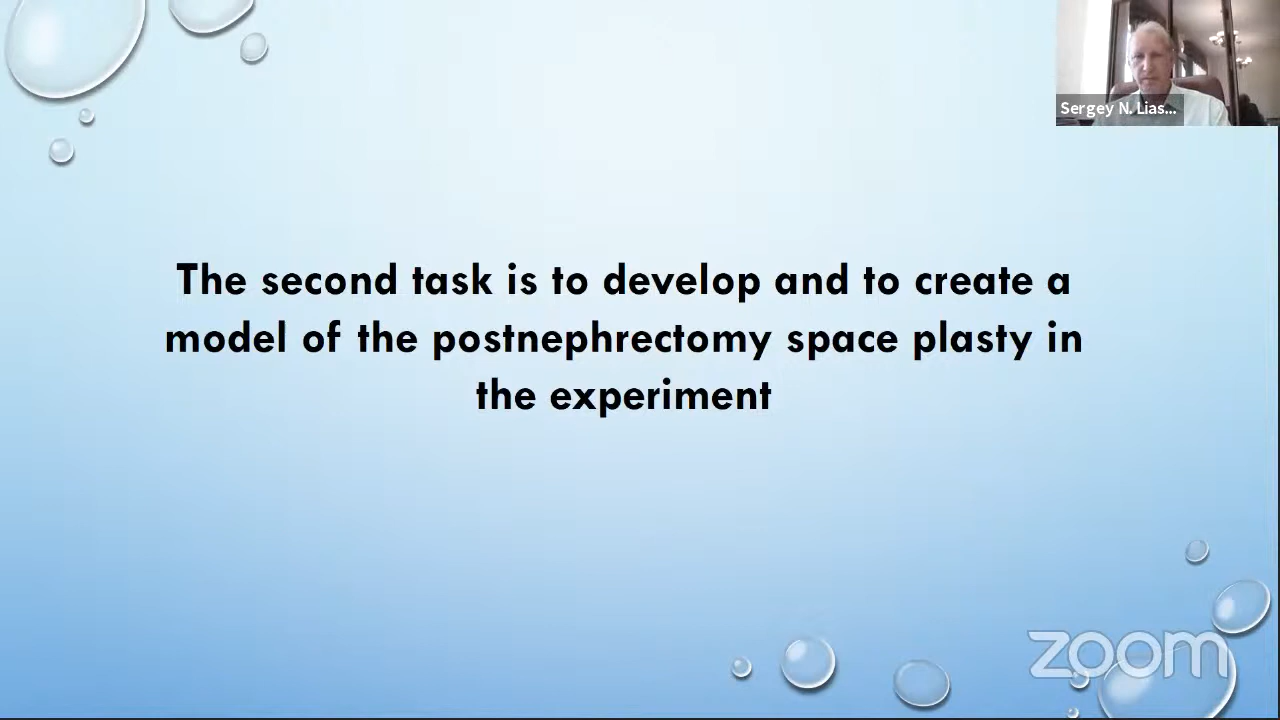 Sergey N. Lias...
The second task is to develop and to create a
model of the postnephrectomy space plasty in
the experiment
zoom